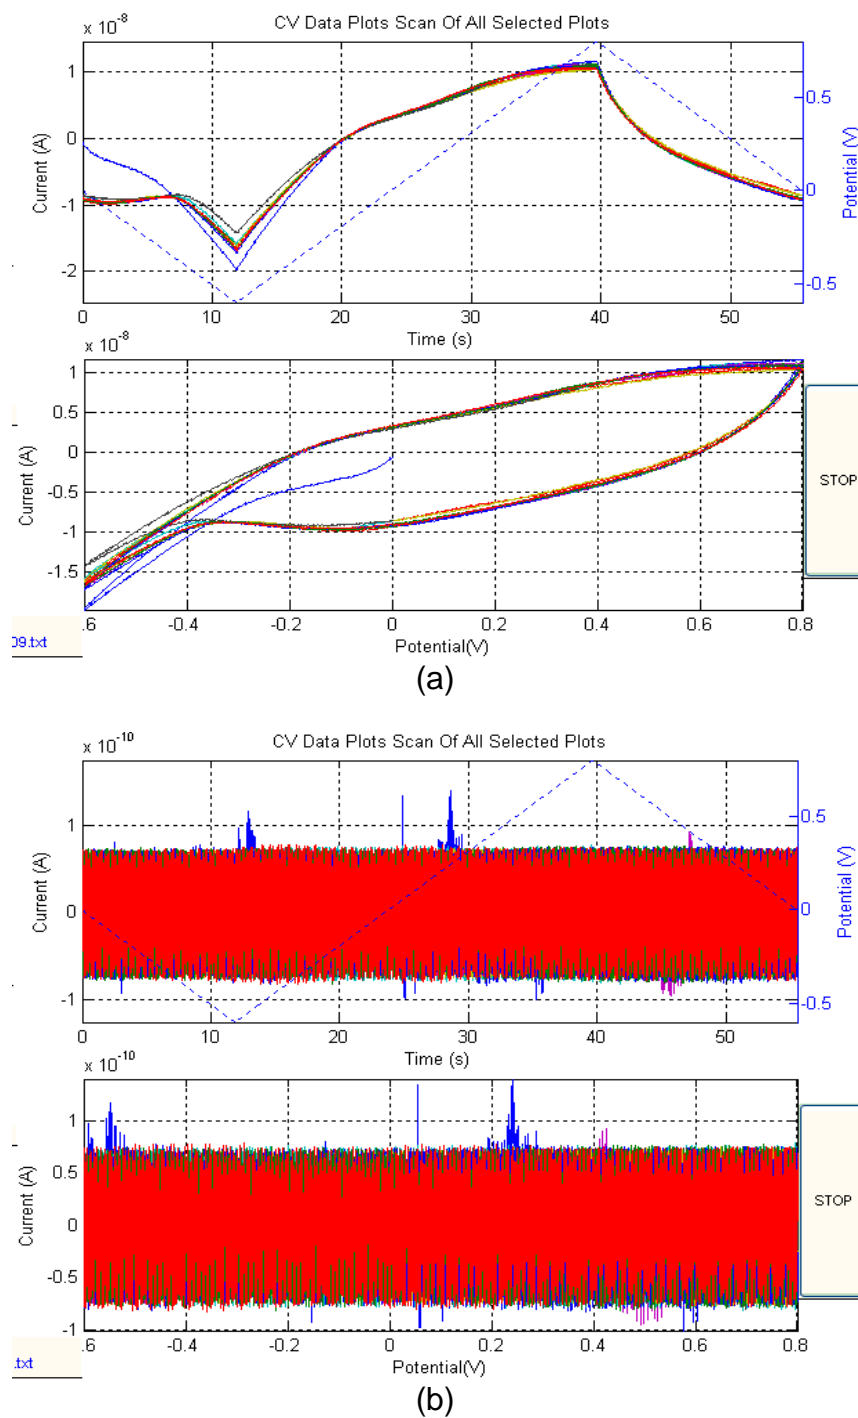 x 10⁻⁸
CV Data Plots Scan Of All Selected Plots
1
0
-1
-2
Current (A)
0.5
0
-0.5
Potential (V)
0 10 20 30 40 50
Time (s)
x 10⁻⁸
1
0.5
0
-0.5
-1
-1.5
Current (A)
STOP
.6 -0.4 -0.2 0 0.2 0.4 0.6 0.8
Potential(V)
09.txt
(a)
x 10⁻¹⁰
CV Data Plots Scan Of All Selected Plots
1
0
-1
Current (A)
0.5
0
-0.5
Potential (V)
0 10 20 30 40 50
Time (s)
x 10⁻¹⁰
1
0.5
0
-0.5
-1
Current (A)
STOP
.6 -0.4 -0.2 0 0.2 0.4 0.6 0.8
Potential(V)
.txt
(b)